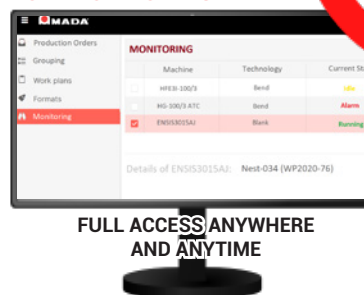 AMADA
Production Orders
Grouping
Work plans
Formats
Monitoring
MONITORING
Machine Technology Current St
HFE3i-100/3 Bend Idle
HG-100/3 ATC Bend Alarm
ENSIS3015AJ Blank Running
Details of ENSIS3015AJ: Nest-034 (WP2020-76)
FULL ACCESS ANYWHERE
AND ANYTIME